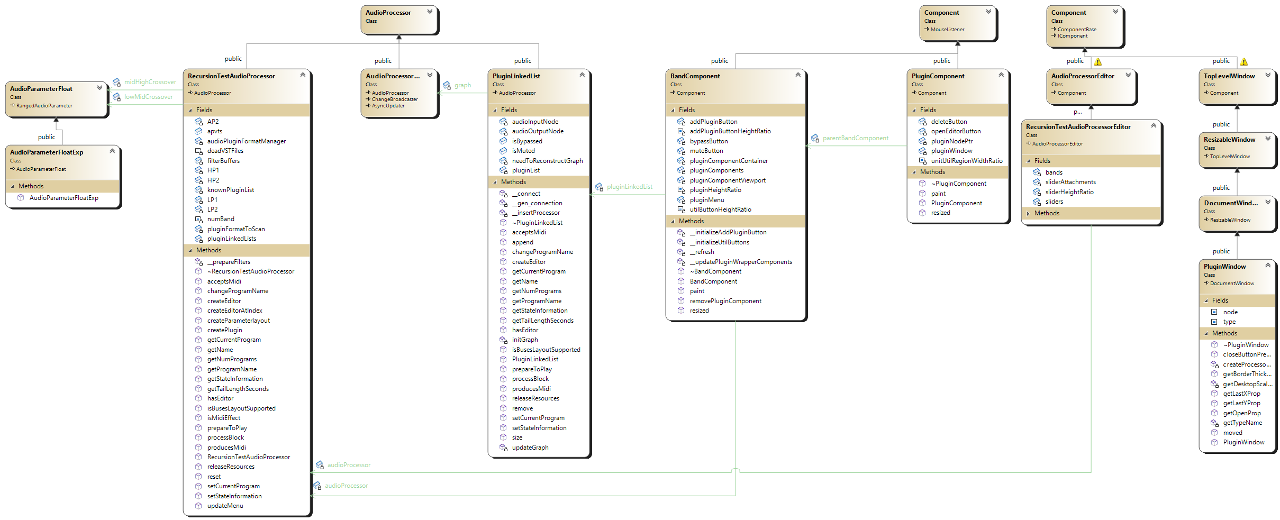 AudioProcessor
Class
public
public
public
AudioParameterFloat
Class
RangedAudioParameter
public
AudioParameterFloatExp
Class
AudioParameterFloat
Methods
AudioParameterFloatExp
midHighCrossover
lowMidCrossover
RecursionTestAudioProcessor
Class
AudioProcessor
Fields
AP2
apvts
audioPluginFormatManager
deadVSTFiles
filterBuffers
HP1
HP2
knownPluginList
LP1
LP2
numBand
pluginFormatToScan
pluginLinkedLists
Methods
__prepareFilters
~RecursionTestAudioProcessor
acceptsMidi
changeProgramName
createEditor
createEditorAtIndex
createParameterlayout
createPlugin
getCurrentProgram
getName
getNumPrograms
getProgramName
getStateInformation
getTailLengthSeconds
hasEditor
isBusesLayoutSupported
isMidiEffect
prepareToPlay
processBlock
producesMidi
RecursionTestAudioProcessor
releaseResources
reset
setCurrentProgram
setStateInformation
updateMenu
AudioProcessor...
Class
AudioProcessor
ChangeBroadcaster
AsyncUpdater
graph
PluginLinkedList
Class
AudioProcessor
Fields
audioInputNode
audioOutputNode
isBypassed
isMuted
needToReconstructGraph
pluginList
Methods
__connect
__gen_connection
__insertProcessor
~PluginLinkedList
acceptsMidi
append
changeProgramName
createEditor
getCurrentProgram
getName
getNumPrograms
getProgramName
getStateInformation
getTailLengthSeconds
hasEditor
initGraph
isBusesLayoutSupported
PluginLinkedList
prepareToPlay
processBlock
producesMidi
releaseResources
remove
setCurrentProgram
setStateInformation
size
updateGraph
pluginLinkedList
audioProcessor
audioProcessor
Component
Class
MouseListener
public
public
BandComponent
Class
Component
Fields
addPluginButton
addPluginButtonHeightRatio
bypassButton
muteButton
pluginComponentContainer
pluginComponents
pluginComponentViewport
pluginHeightRatio
pluginMenu
utilButtonHeightRatio
Methods
__initializeAddPluginButton
__initializeUtilButtons
__refresh
__updatePluginWrapperComponents
~BandComponent
BandComponent
paint
removePluginComponent
resized
parentBandComponent
PluginComponent
Class
Component
Fields
deleteButton
openEditorButton
pluginNodePtr
pluginWindow
unitUtilRegionWidthRatio
Methods
~PluginComponent
paint
PluginComponent
resized
Component
Class
ComponentBase
IComponent
public
public
AudioProcessorEditor
Class
Component
p...
RecursionTestAudioProcessorEditor
Class
AudioProcessorEditor
Fields
bands
sliderAttachments
sliderHeightRatio
sliders
Methods
TopLevelWindow
Class
Component
public
ResizableWindow
Class
TopLevelWindow
public
DocumentWind...
Class
ResizableWindow
public
PluginWindow
Class
DocumentWindow
Fields
node
type
Methods
~PluginWindow
closeButtonPre...
createProcesso...
getBorderThick...
getDesktopScal...
getLastXProp
getLastYProp
getOpenProp
getTypeName
moved
PluginWindow